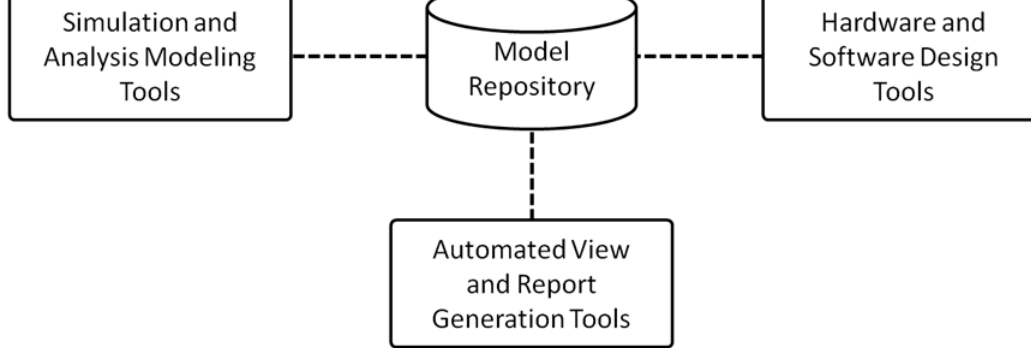 Simulation and
Analysis Modeling
Tools
Model
Repository
Hardware and
Software Design
Tools
Automated View
and Report
Generation Tools